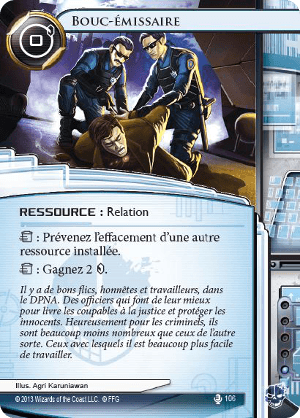 0
BOUC-ÉMISSAIRE
RESSOURCE : Relation
: Prévenez l'effacement d'une autre
ressource installée.
: Gagnez 2
Il y a de bons flics, honnêtes et travailleurs, dans
le DPNA. Des officiers qui font de leur mieux
pour livrer les coupables à la justice et protéger les
innocents. Heureusement pour les criminels, ils
sont beaucoup moins nombreux que ceux de l'autre
sorte. Ceux avec lesquels il est beaucoup plus facile
de travailler.
Illus. Agri Karuniawan
© 2013 Wizards of the Coast LLC. © FFG
106